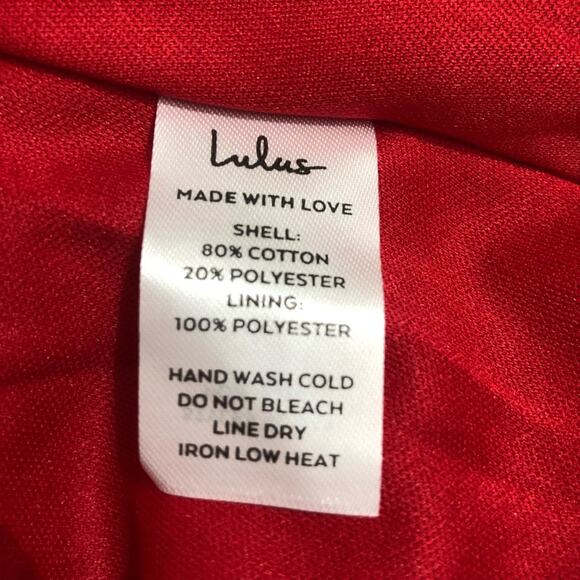 Lulus
MADE WITH LOVE
SHELL:
80% COTTON
20% POLYESTER
LINING:
100% POLYESTER
HAND WASH COLD
DO NOT BLEACH
LINE DRY
IRON LOW HEAT